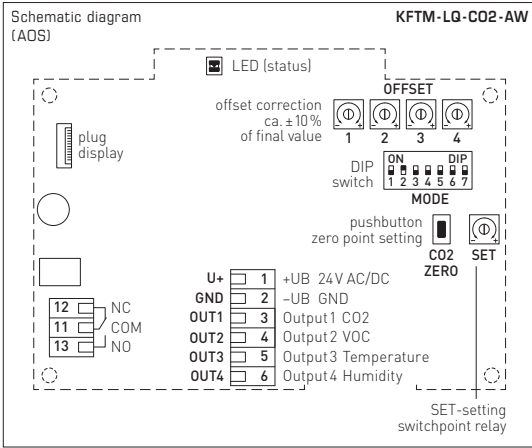 Schematic diagram
(AOS)
KFTM-LQ-CO2-AW
LED (status)
OFFSET
offset correction
ca. ±10%
of final value
1 2 3 4
plug
display
DIP
switch
ON DIP
1 2 3 4 5 6 7
MODE
pushbutton
zero point setting
CO2
ZERO
SET
U+ 1 +UB 24V AC/DC
GND 2 –UB GND
OUT1 3 Output1 CO2
OUT2 4 Output2 VOC
OUT3 5 Output3 Temperature
OUT4 6 Output4 Humidity
12 NC
11 COM
13 NO
SET-setting
switchpoint relay